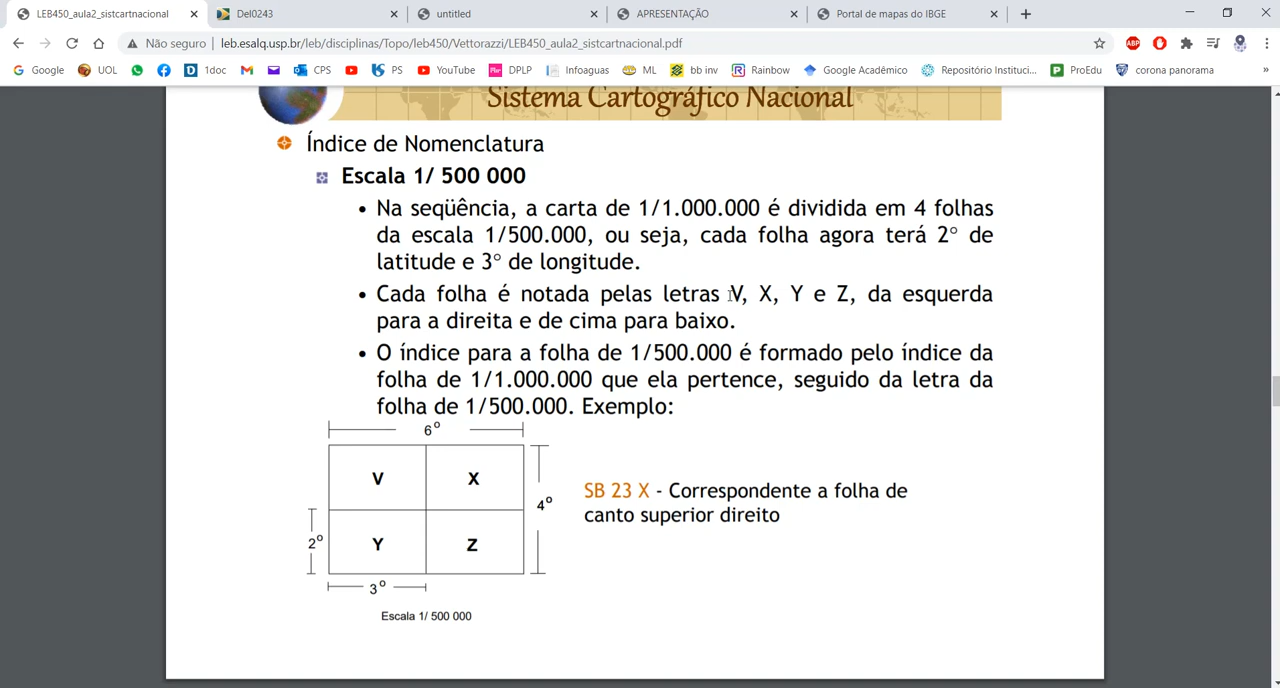 LEB450_aula2_sistcartnacional
Del0243
untitled
APRESENTAÇÃO
Portal de mapas do IBGE
Não seguro | leb.esalq.usp.br/leb/disciplinas/Topo/leb450/Vettorazzi/LEB450_aula2_sistcartnacional.pdf
Google UOL 1doc CPS PS YouTube DPLP Infoaguas ML bb inv Rainbow Google Acadêmico Repositório Instituci... ProEdu corona panorama »
Sistema Cartográfico Nacional
Índice de Nomenclatura
Escala 1/ 500 000
• Na seqüência, a carta de 1/1.000.000 é dividida em 4 folhas
da escala 1/500.000, ou seja, cada folha agora terá 2° de
latitude e 3° de longitude.
• Cada folha é notada pelas letras V, X, Y e Z, da esquerda
para a direita e de cima para baixo.
• O índice para a folha de 1/500.000 é formado pelo índice da
folha de 1/1.000.000 que ela pertence, seguido da letra da
folha de 1/500.000. Exemplo:
6°
V X
4°
SB 23 X - Correspondente a folha de
canto superior direito
2°
Y Z
3°
Escala 1/ 500 000